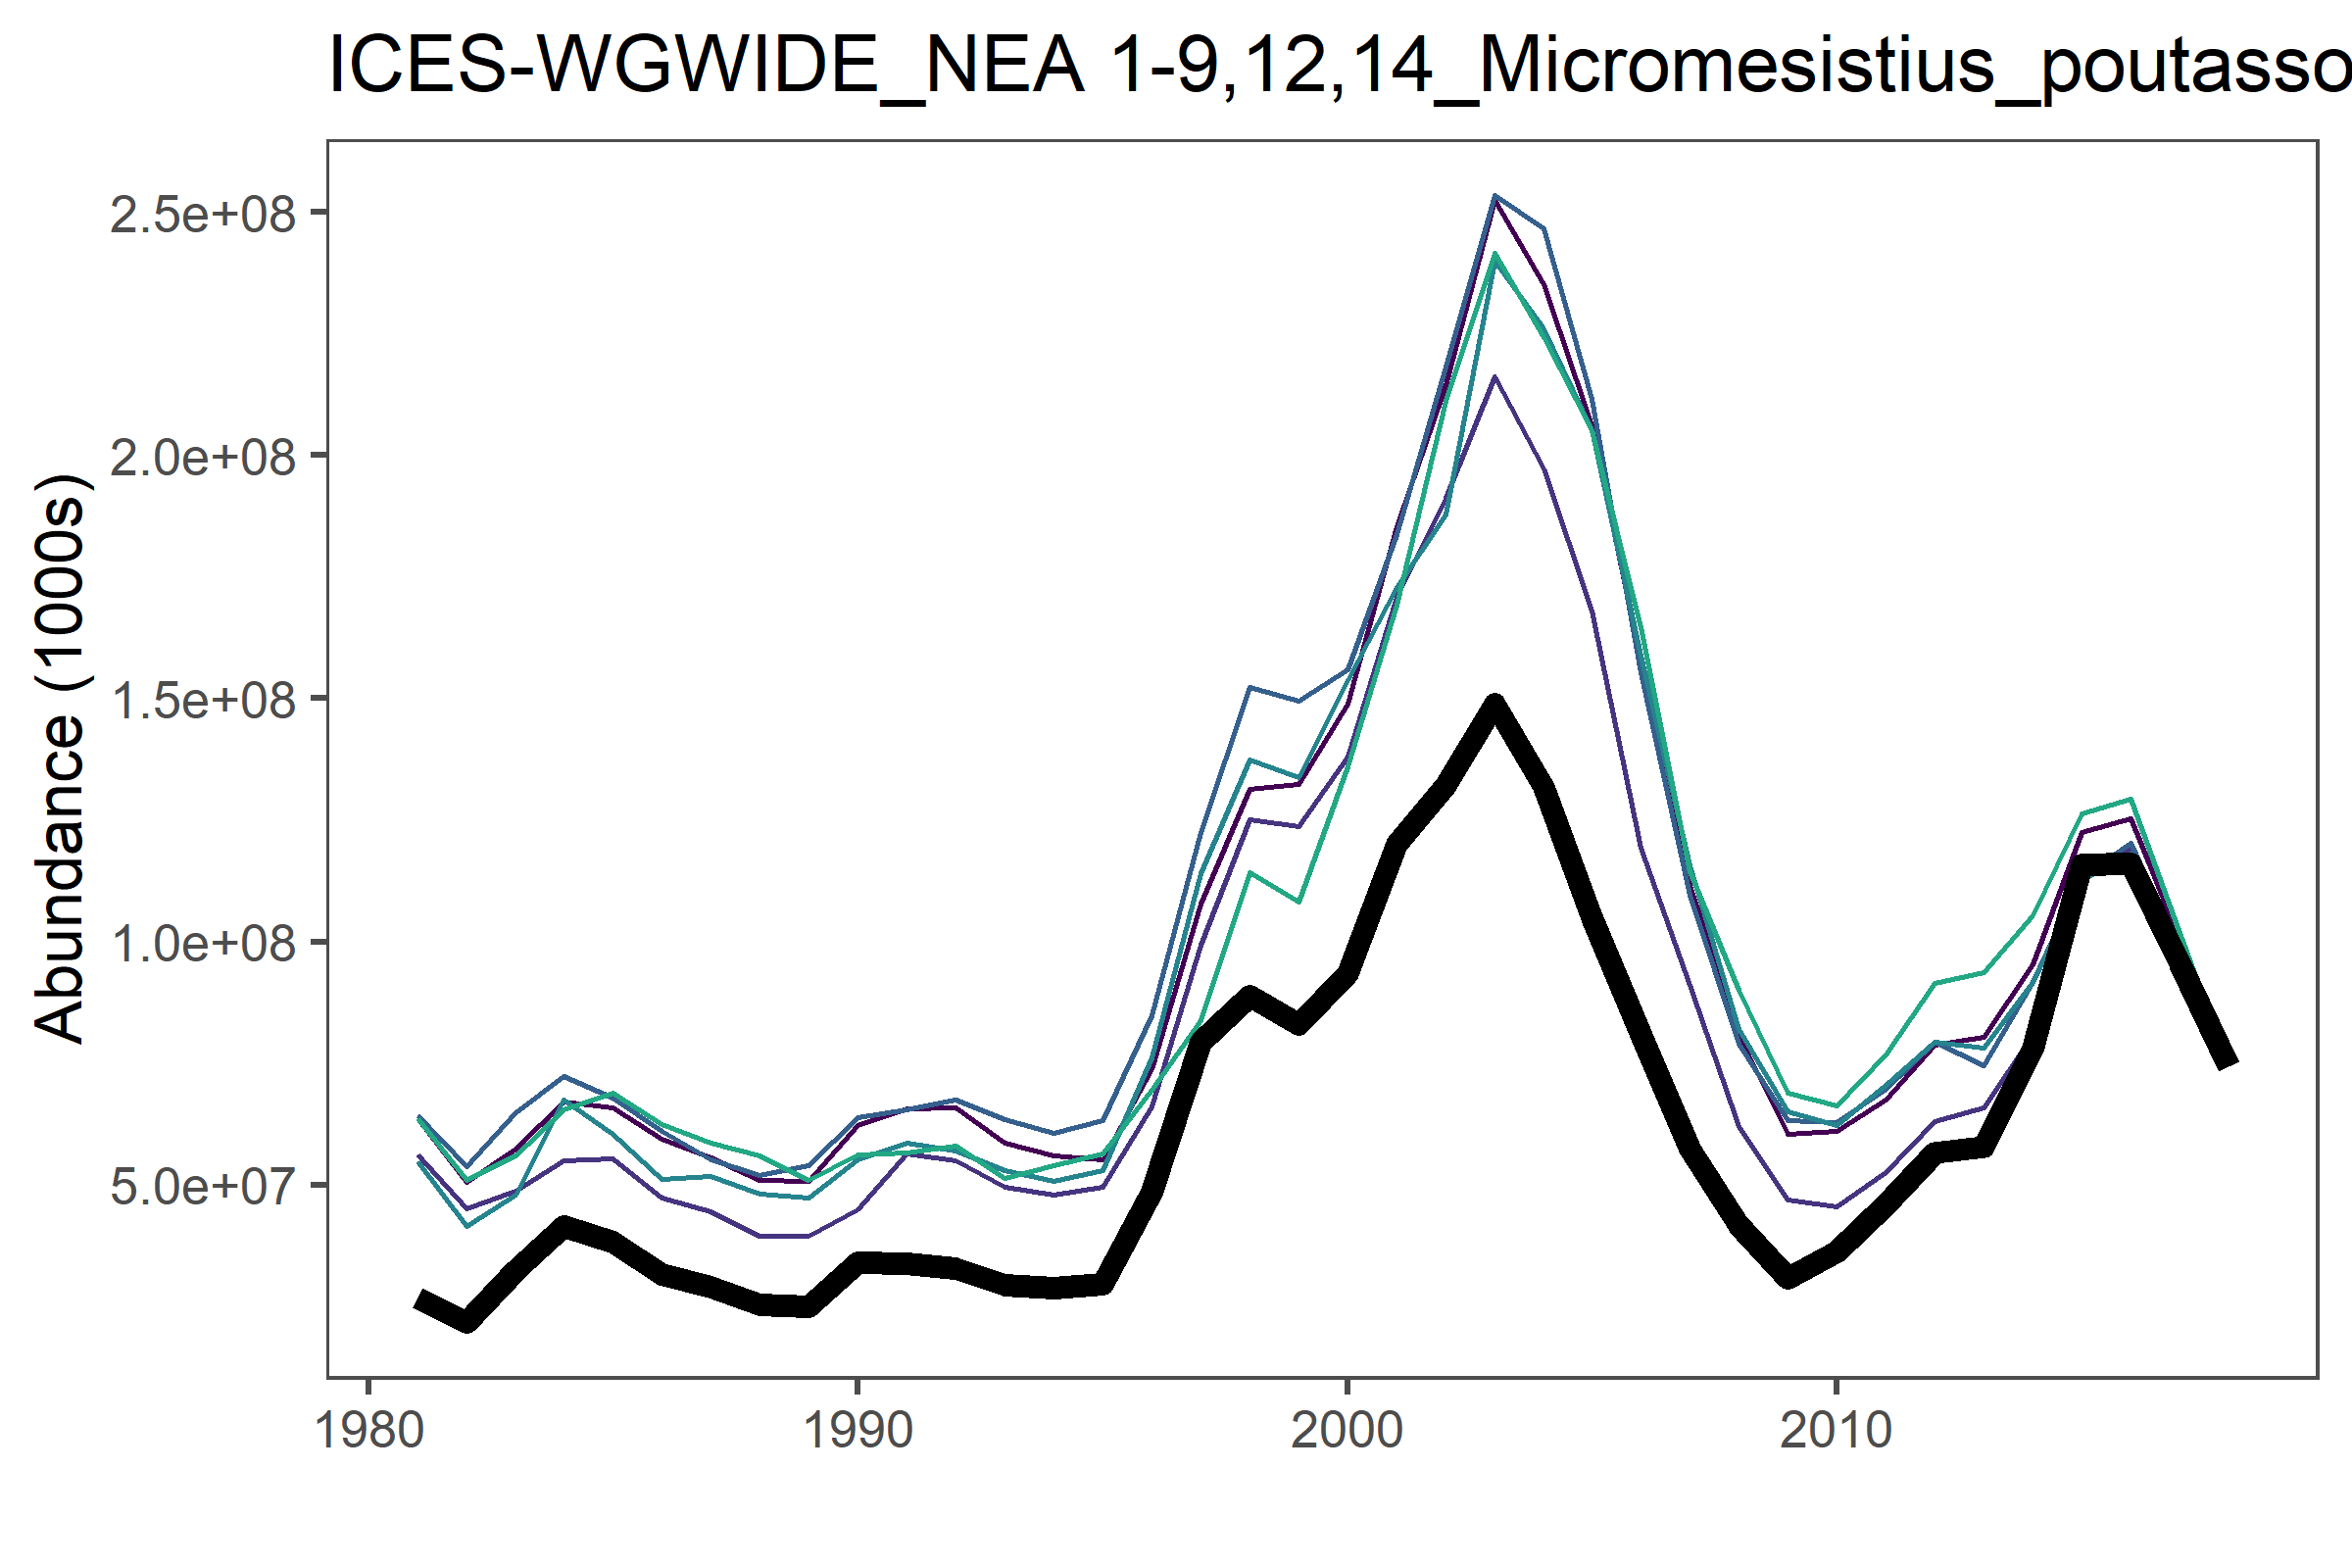 ICES-WGWIDE_NEA 1-9,12,14_Micromesistius_poutasso
Abundance (1000s)
2.5e+08
2.0e+08
1.5e+08
1.0e+08
5.0e+07
1980 1990 2000 2010